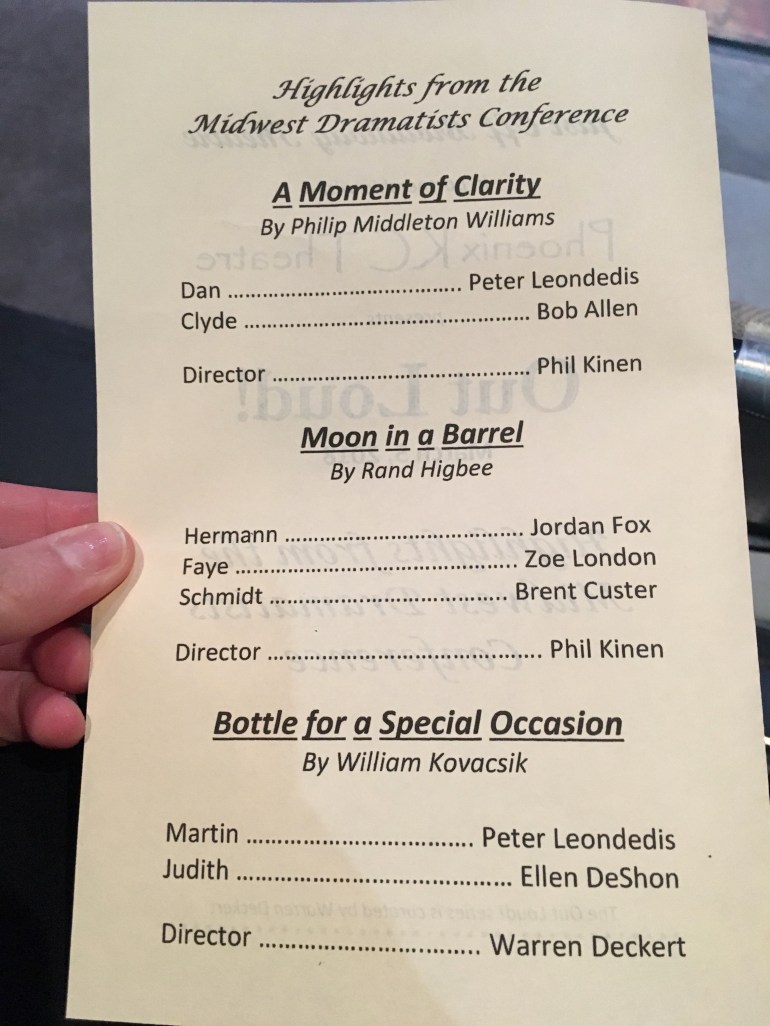 Highlights from the
Midwest Dramatists Conference
A Moment of Clarity
By Philip Middleton Williams
Dan ............................................ Peter Leondedis
Clyde ................................................... Bob Allen
Director .............................................. Phil Kinen
Moon in a Barrel
By Rand Higbee
Hermann .......................................... Jordan Fox
Faye .................................................. Zoe London
Schmidt .......................................... Brent Custer
Director ................................................ Phil Kinen
Bottle for a Special Occasion
By William Kovacsik
Martin ........................................ Peter Leondedis
Judith ................................................ Ellen DeShon
Director ...................................... Warren Deckert